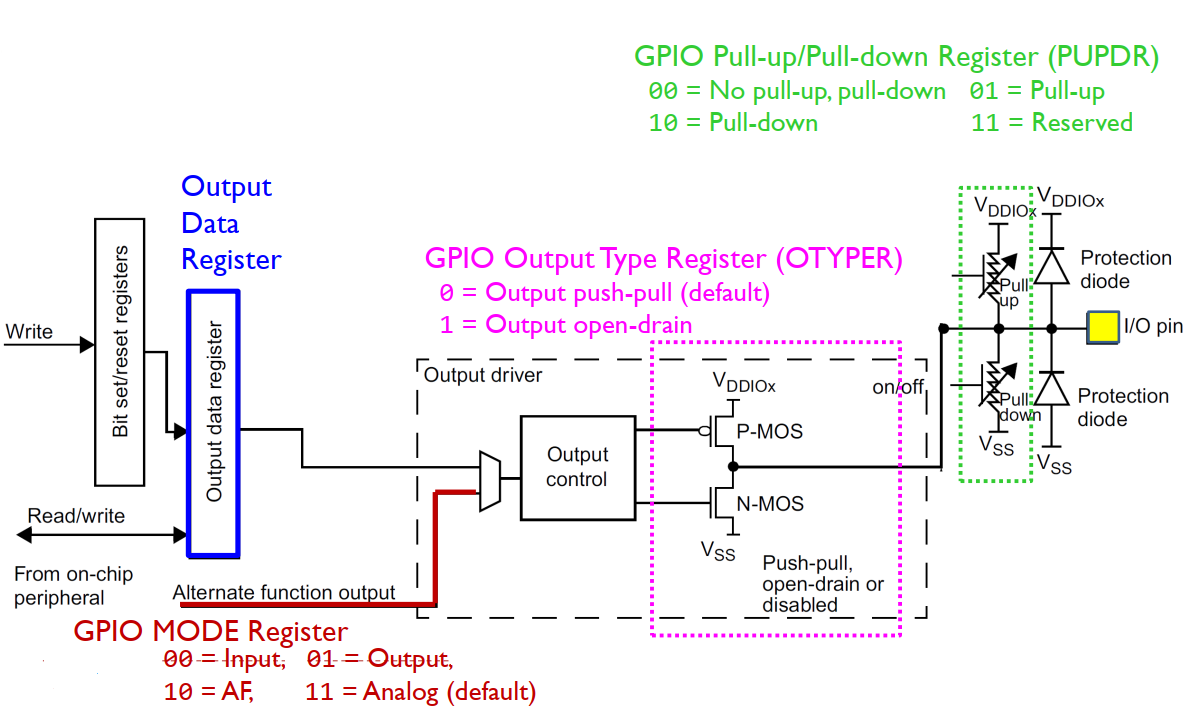 GPIO Pull-up/Pull-down Register (PUPDR)
00 = No pull-up, pull-down 01 = Pull-up
10 = Pull-down 11 = Reserved
Output
Data
Register
GPIO Output Type Register (OTYPER)
0 = Output push-pull (default)
1 = Output open-drain
VDDIOx
VDDIOx
Pull
up
Protection
diode
I/O pin
Pull
down
Protection
diode
VSS
VSS
Write
Bit set/reset registers
Output data register
Read/write
From on-chip
peripheral
Alternate function output
Output driver
on/off
Output
control
VDDIOx
P-MOS
N-MOS
VSS
Push-pull,
open-drain or
disabled
GPIO MODE Register
00 = Input, 01 = Output,
10 = AF, 11 = Analog (default)